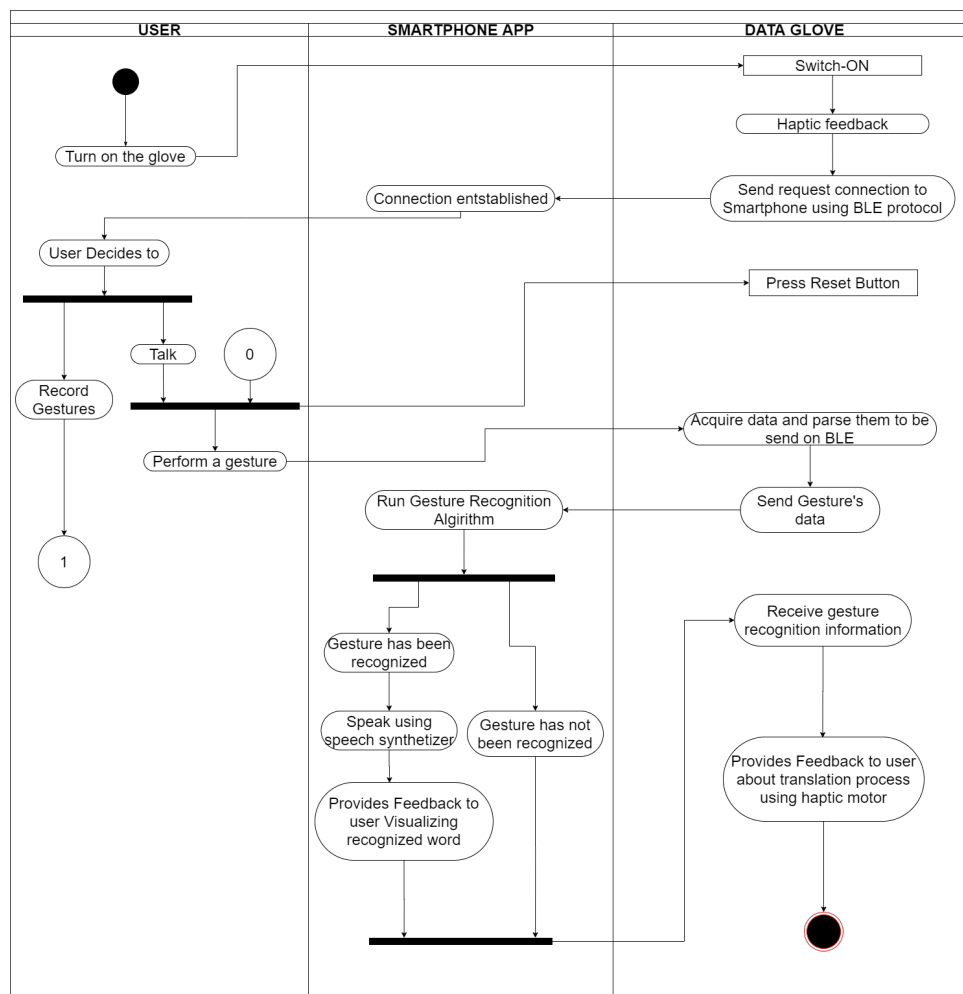 USER
SMARTPHONE APP
DATA GLOVE
Switch-ON
Haptic feedback
Turn on the glove
Send request connection to
Smartphone using BLE protocol
Connection entstablished
User Decides to
Press Reset Button
Talk
0
Record
Gestures
Acquire data and parse them to be
send on BLE
Perform a gesture
Run Gesture Recognition
Algirithm
Send Gesture's
data
1
Receive gesture
recognition information
Gesture has been
recognized
Speak using
speech synthetizer
Gesture has not
been recognized
Provides Feedback to user
about translation process
using haptic motor
Provides Feedback to
user Visualizing
recognized word